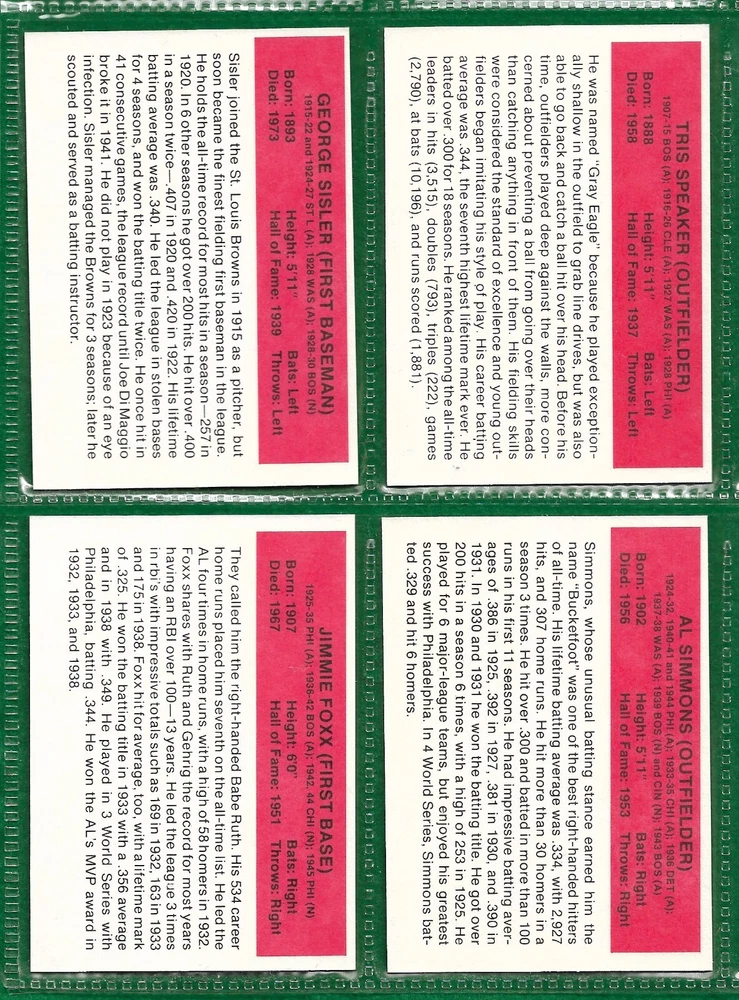 TRIS SPEAKER (OUTFIELDER)
1907-15 BOS (A); 1916-26 CLE (A); 1927 WAS (A); 1928 PHI (A)
Born: 1888 Height: 5'11" Bats: Left
Died: 1958 Hall of Fame: 1937 Throws: Left
He was named "Gray Eagle" because he played exception-
ally shallow in the outfield to grab line drives, but was also
able to go back and catch a ball hit over his head. Before his
time, outfielders played deep against the walls, more con-
cerned about preventing a ball from going over their heads
than catching anything in front of them. His fielding skills
were considered the standard of excellence and young out-
fielders began imitating his style of play. His career batting
average was .344, the seventh highest lifetime mark ever. He
batted over .300 for 18 seasons. He ranked among the all-time
leaders in hits (3,515), doubles (793), triples (222), games
(2,790), at bats (10,196), and runs scored (1,881).
AL SIMMONS (OUTFIELDER)
1924-32, 1940-41 and 1944 PHI (A); 1933-35 CHI (A); 1936 DET (A);
1937-38 WAS (A); 1939 BOS (N) and CIN (N); 1943 BOS (A)
Born: 1902 Height: 5'11" Bats: Right
Died: 1956 Hall of Fame: 1953 Throws: Right
Simmons, whose unusual batting stance earned him the
name "Bucketfoot" was one of the best right-handed hitters
of all-time. His lifetime batting average was .334, with 2,927
hits, and 307 home runs. He hit more than 30 homers in a
season 3 times. He hit over .300 and batted in more than 100
runs in his first 11 seasons. He had impressive batting aver-
ages of .386 in 1925, .392 in 1927, .381 in 1930, and .390 in
1931. In 1930 and 1931 he won the batting title. He got over
200 hits in a season 6 times, with a high of 253 in 1925. He
played for 6 major-league teams, but enjoyed his greatest
success with Philadelphia. In 4 World Series, Simmons bat-
ted .329 and hit 6 homers.
GEORGE SISLER (FIRST BASEMAN)
1915-22 and 1924-27 ST L (A); 1928 WAS (A); 1928-30 BOS (N)
Born: 1893 Height: 5'11" Bats: Left
Died: 1973 Hall of Fame: 1939 Throws: Left
Sisler joined the St. Louis Browns in 1915 as a pitcher, but
soon became the finest fielding first baseman in the league.
He holds the all-time record for most hits in a season—257 in
1920. In 6 other seasons he got over 200 hits. He hit over .400
in a season twice—.407 in 1920 and .420 in 1922. His lifetime
batting average was .340. He led the league in stolen bases
for 4 seasons, and won the batting title twice. He once hit in
41 consecutive games, the league record until Joe Di Maggio
broke it in 1941. He did not play in 1923 because of an eye
infection. Sisler managed the Browns for 3 seasons; later he
scouted and served as a batting instructor.
JIMMIE FOXX (FIRST BASE)
1925-35 PHI (A); 1936-42 BOS (A); 1942, 44 CHI (N); 1945 PHI (N)
Born: 1907 Height: 6'0" Bats: Right
Died: 1967 Hall of Fame: 1951 Throws: Right
They called him the right-handed Babe Ruth. His 534 career
home runs placed him seventh on the all-time list. He led the
AL four times in home runs, with a high of 58 homers in 1932.
Foxx shares with Ruth and Gehrig the record for most years
having an RBI over 100—13 years. He led the league 3 times
in rbi's with impressive totals such as 169 in 1932, 163 in 1933
and 175 in 1938. Foxx hit for average, too, with a lifetime mark
of .325. He won the batting title in 1933 with a .356 average
and in 1938 with .349. He played in 3 World Series with
Philadelphia, batting .344. He won the AL's MVP award in
1932, 1933, and 1938.